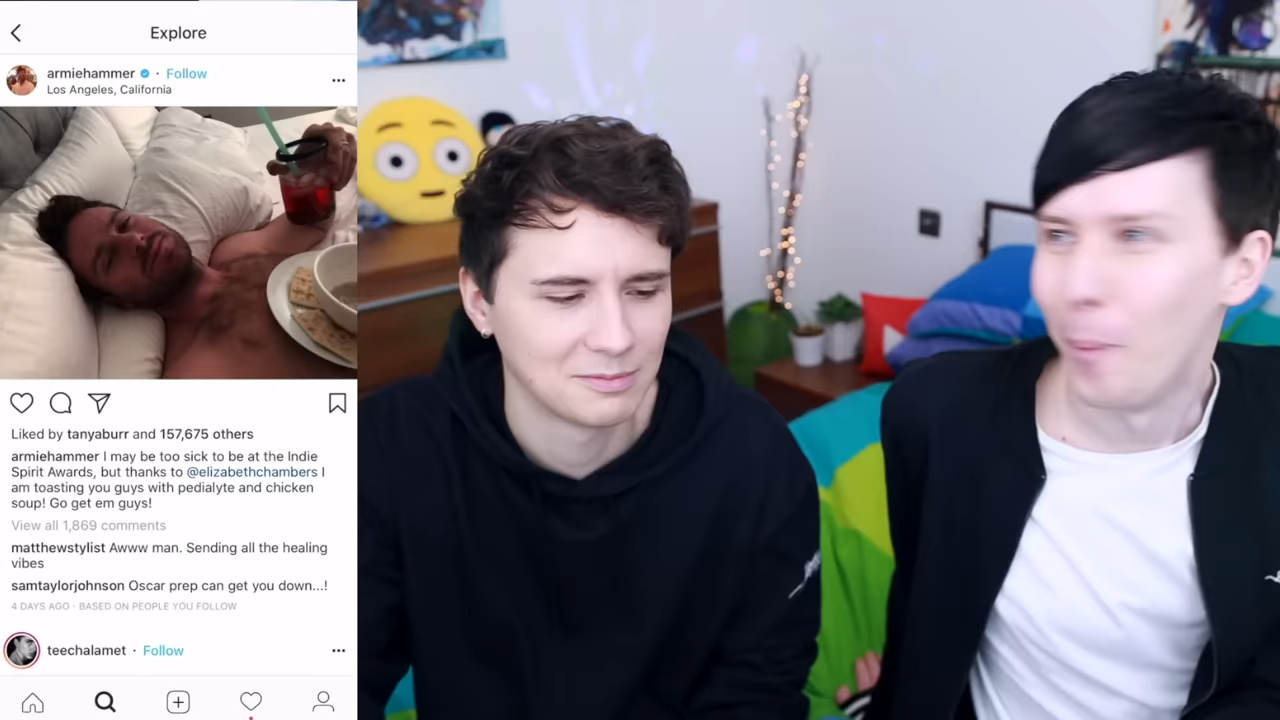 Explore
armiehammer · Follow
Los Angeles, California
Liked by tanyaburr and 157,675 others
armiehammer I may be too sick to be at the Indie
Spirit Awards, but thanks to @elizabethchambers I
am toasting you guys with pedialyte and chicken
soup! Go get em guys!
View all 1,869 comments
matthewstylist Awww man. Sending all the healing
vibes
samtaylorjohnson Oscar prep can get you down...!
4 DAYS AGO · BASED ON PEOPLE YOU FOLLOW
teechalamet · Follow